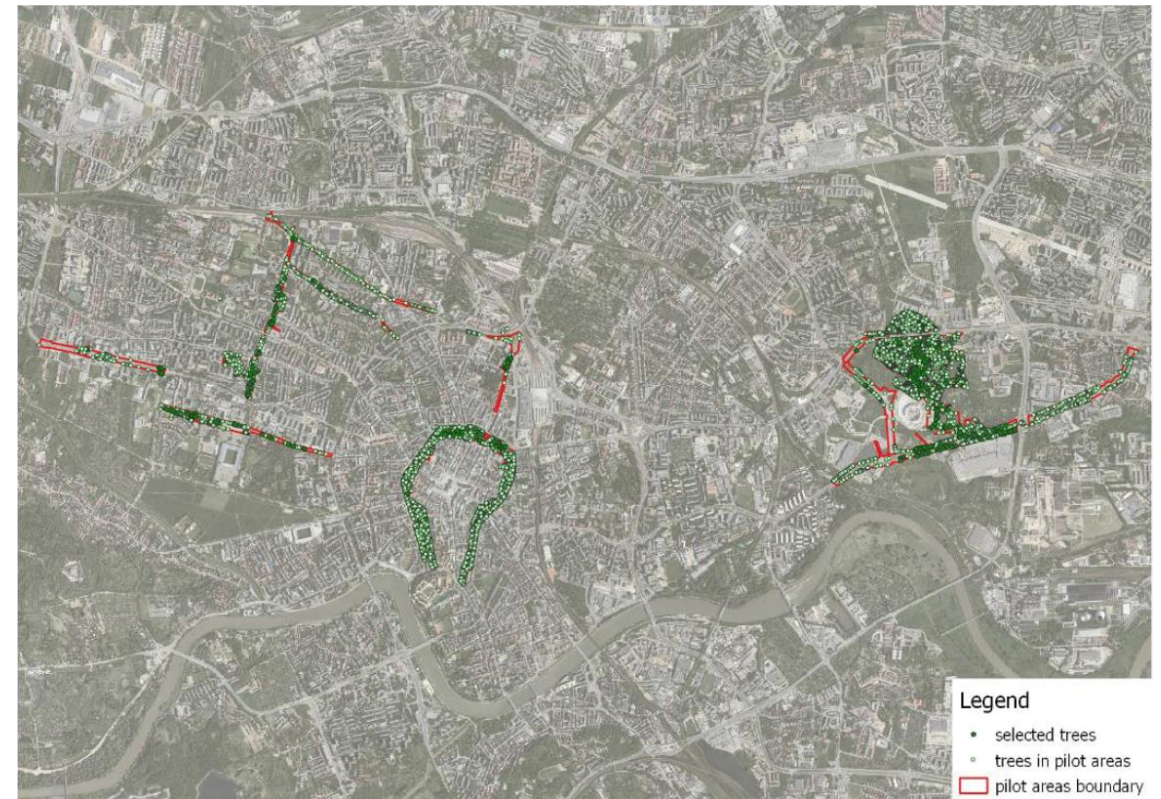 Legend
selected trees
trees in pilot areas
pilot areas boundary